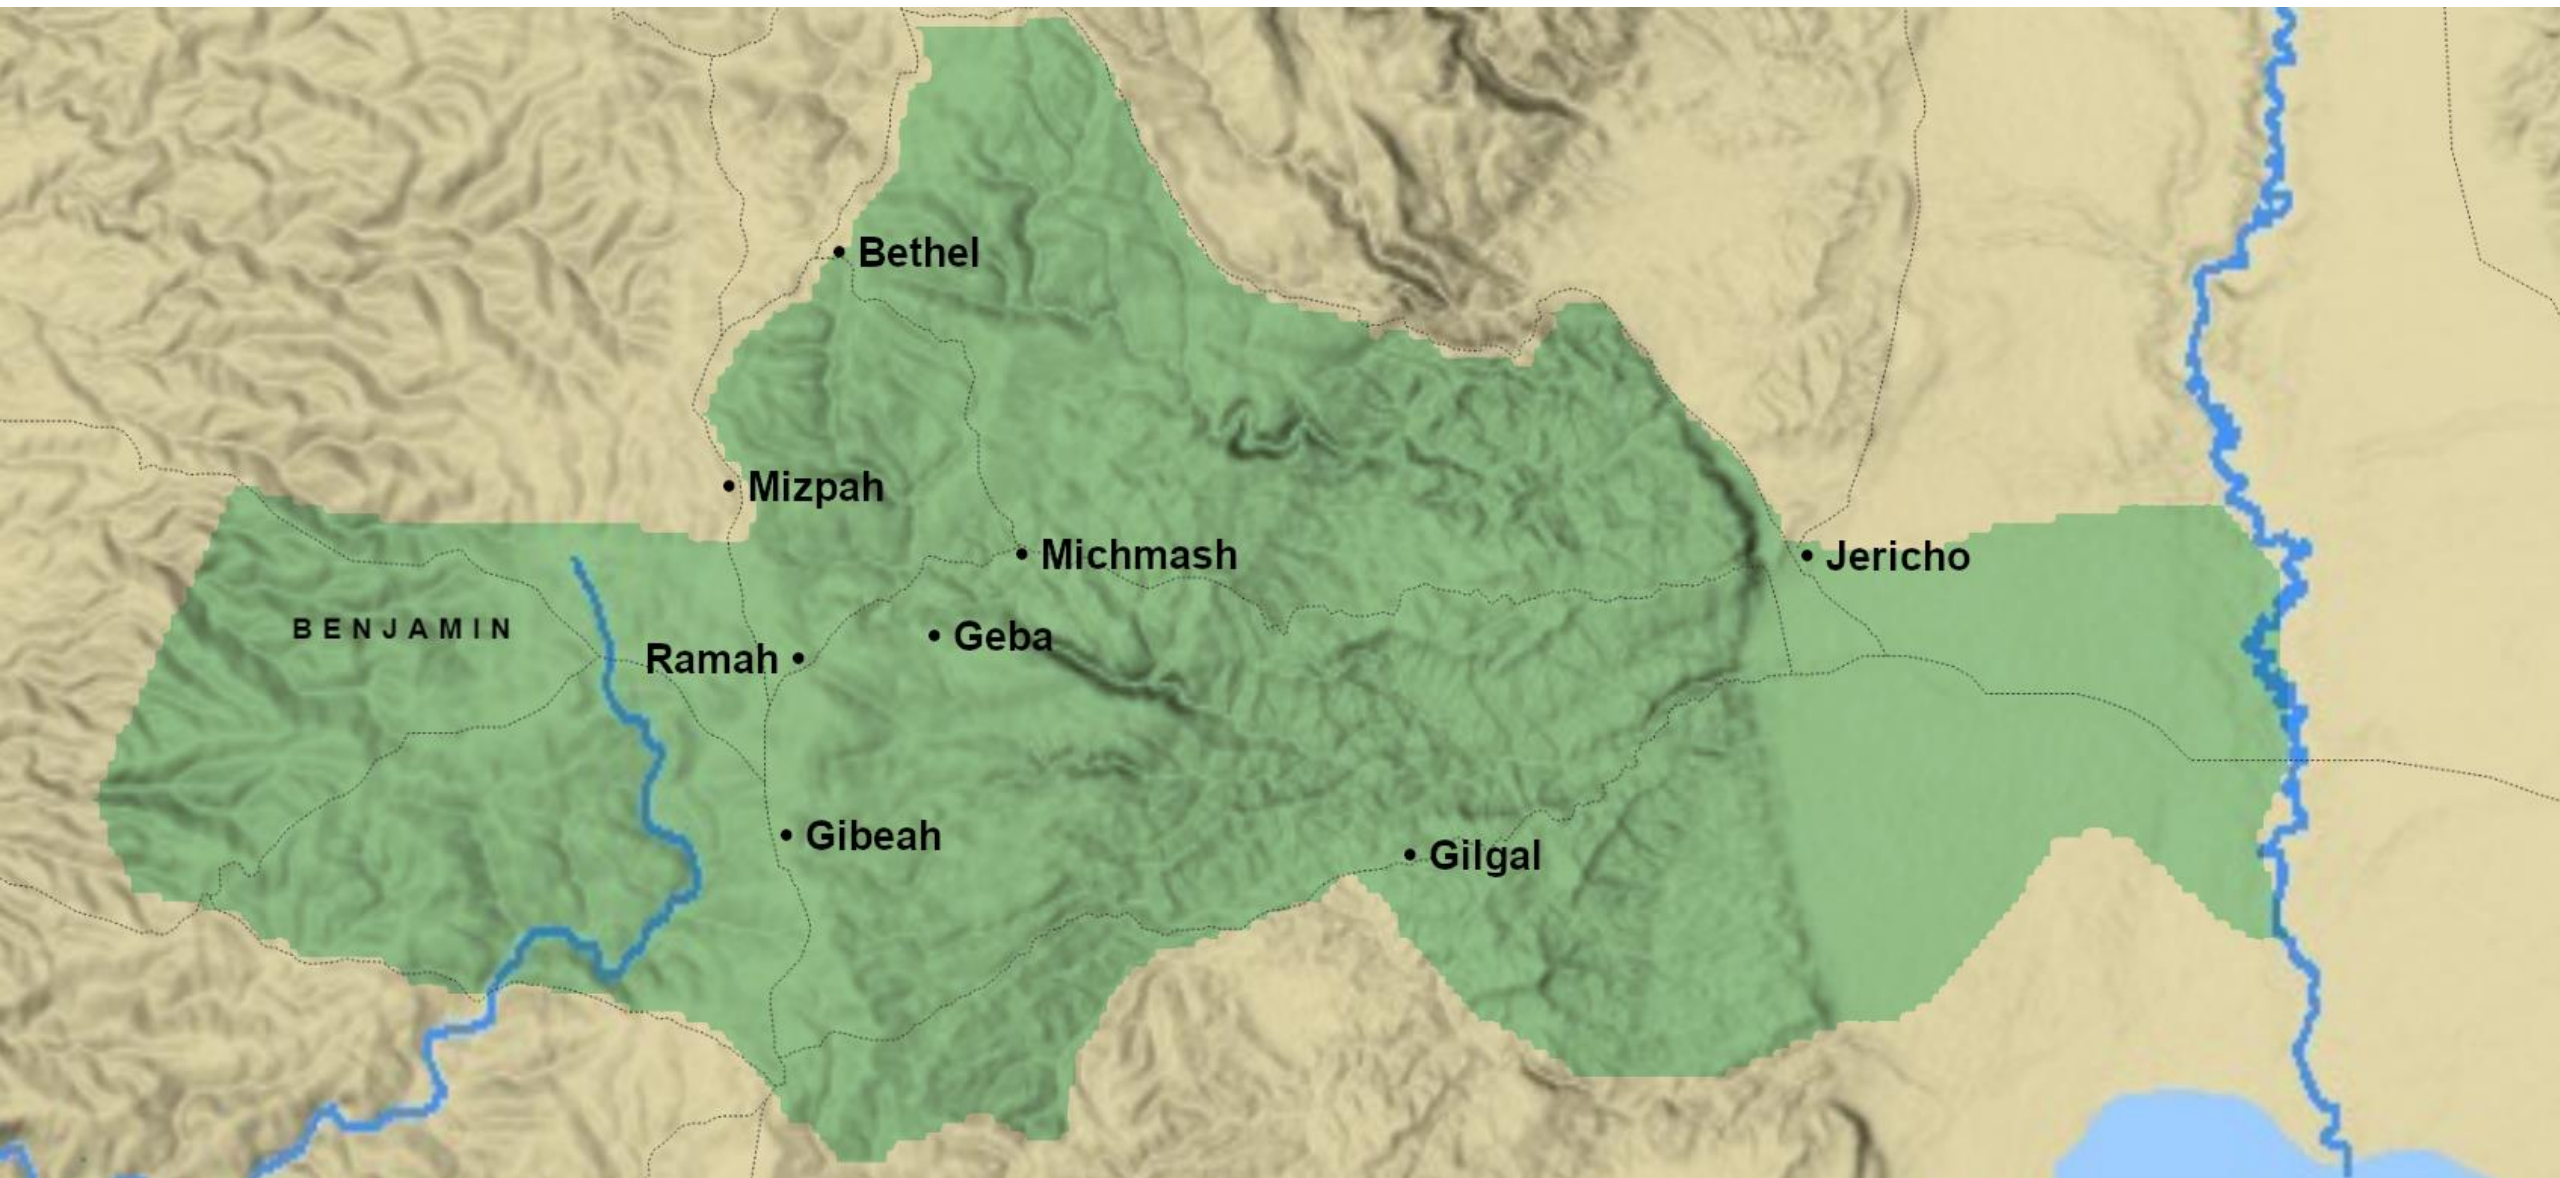 Bethel
Mizpah
Michmash
Jericho
BENJAMIN
Geba
Ramah
Gibeah
Gilgal